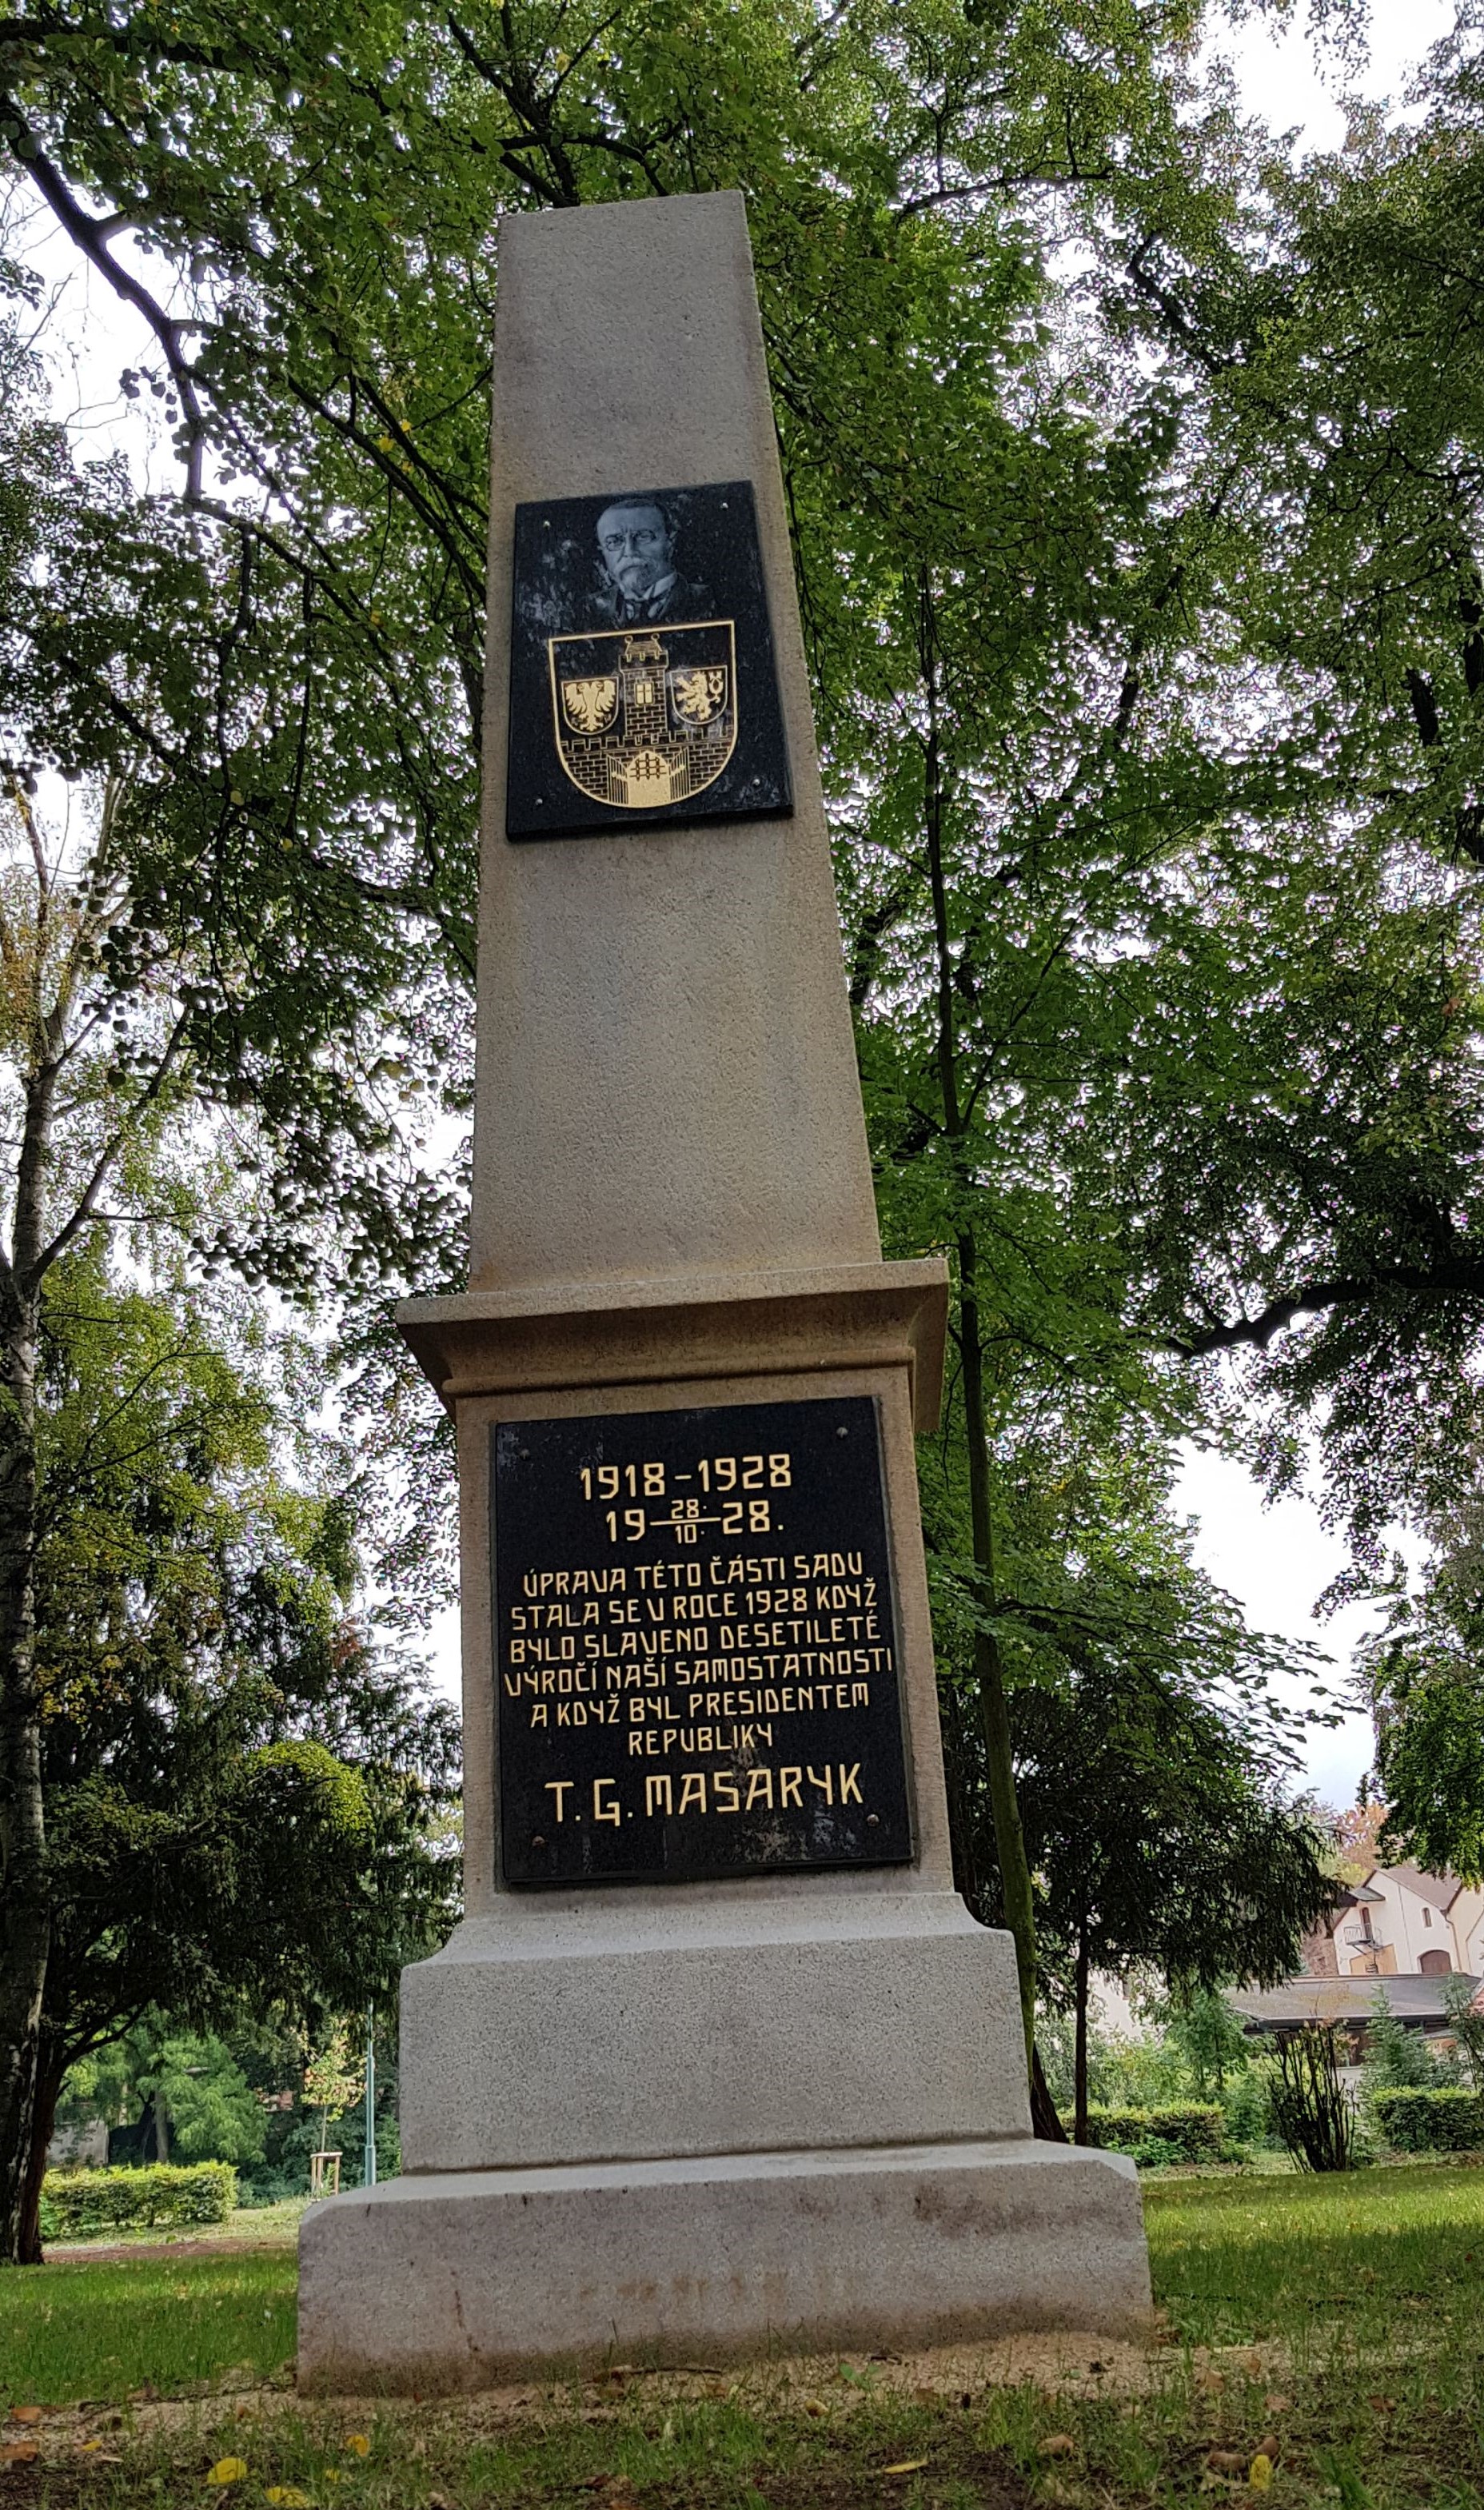 1918-1928
19 28./10. 28.
ÚPRAVA TÉTO ČÁSTI SADU
STALA SE V ROCE 1928 KDYŽ
BYLO SLAVENO DESETILETÉ
VÝROČÍ NAŠÍ SAMOSTATNOSTI
A KDYŽ BYL PRESIDENTEM
REPUBLIKY
T. G. MASARYK